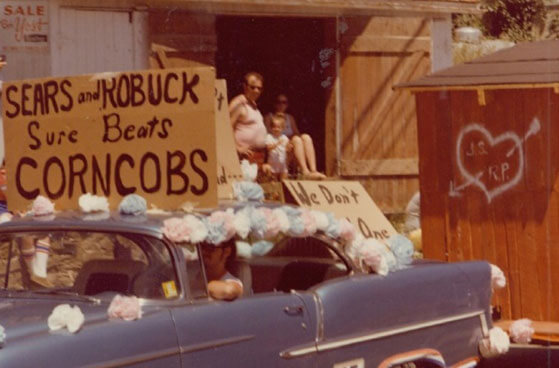 SALE
SEARS and ROBUCK
Sure Beats
CORNCOBS
We Don't
One
J.S.
R.P.